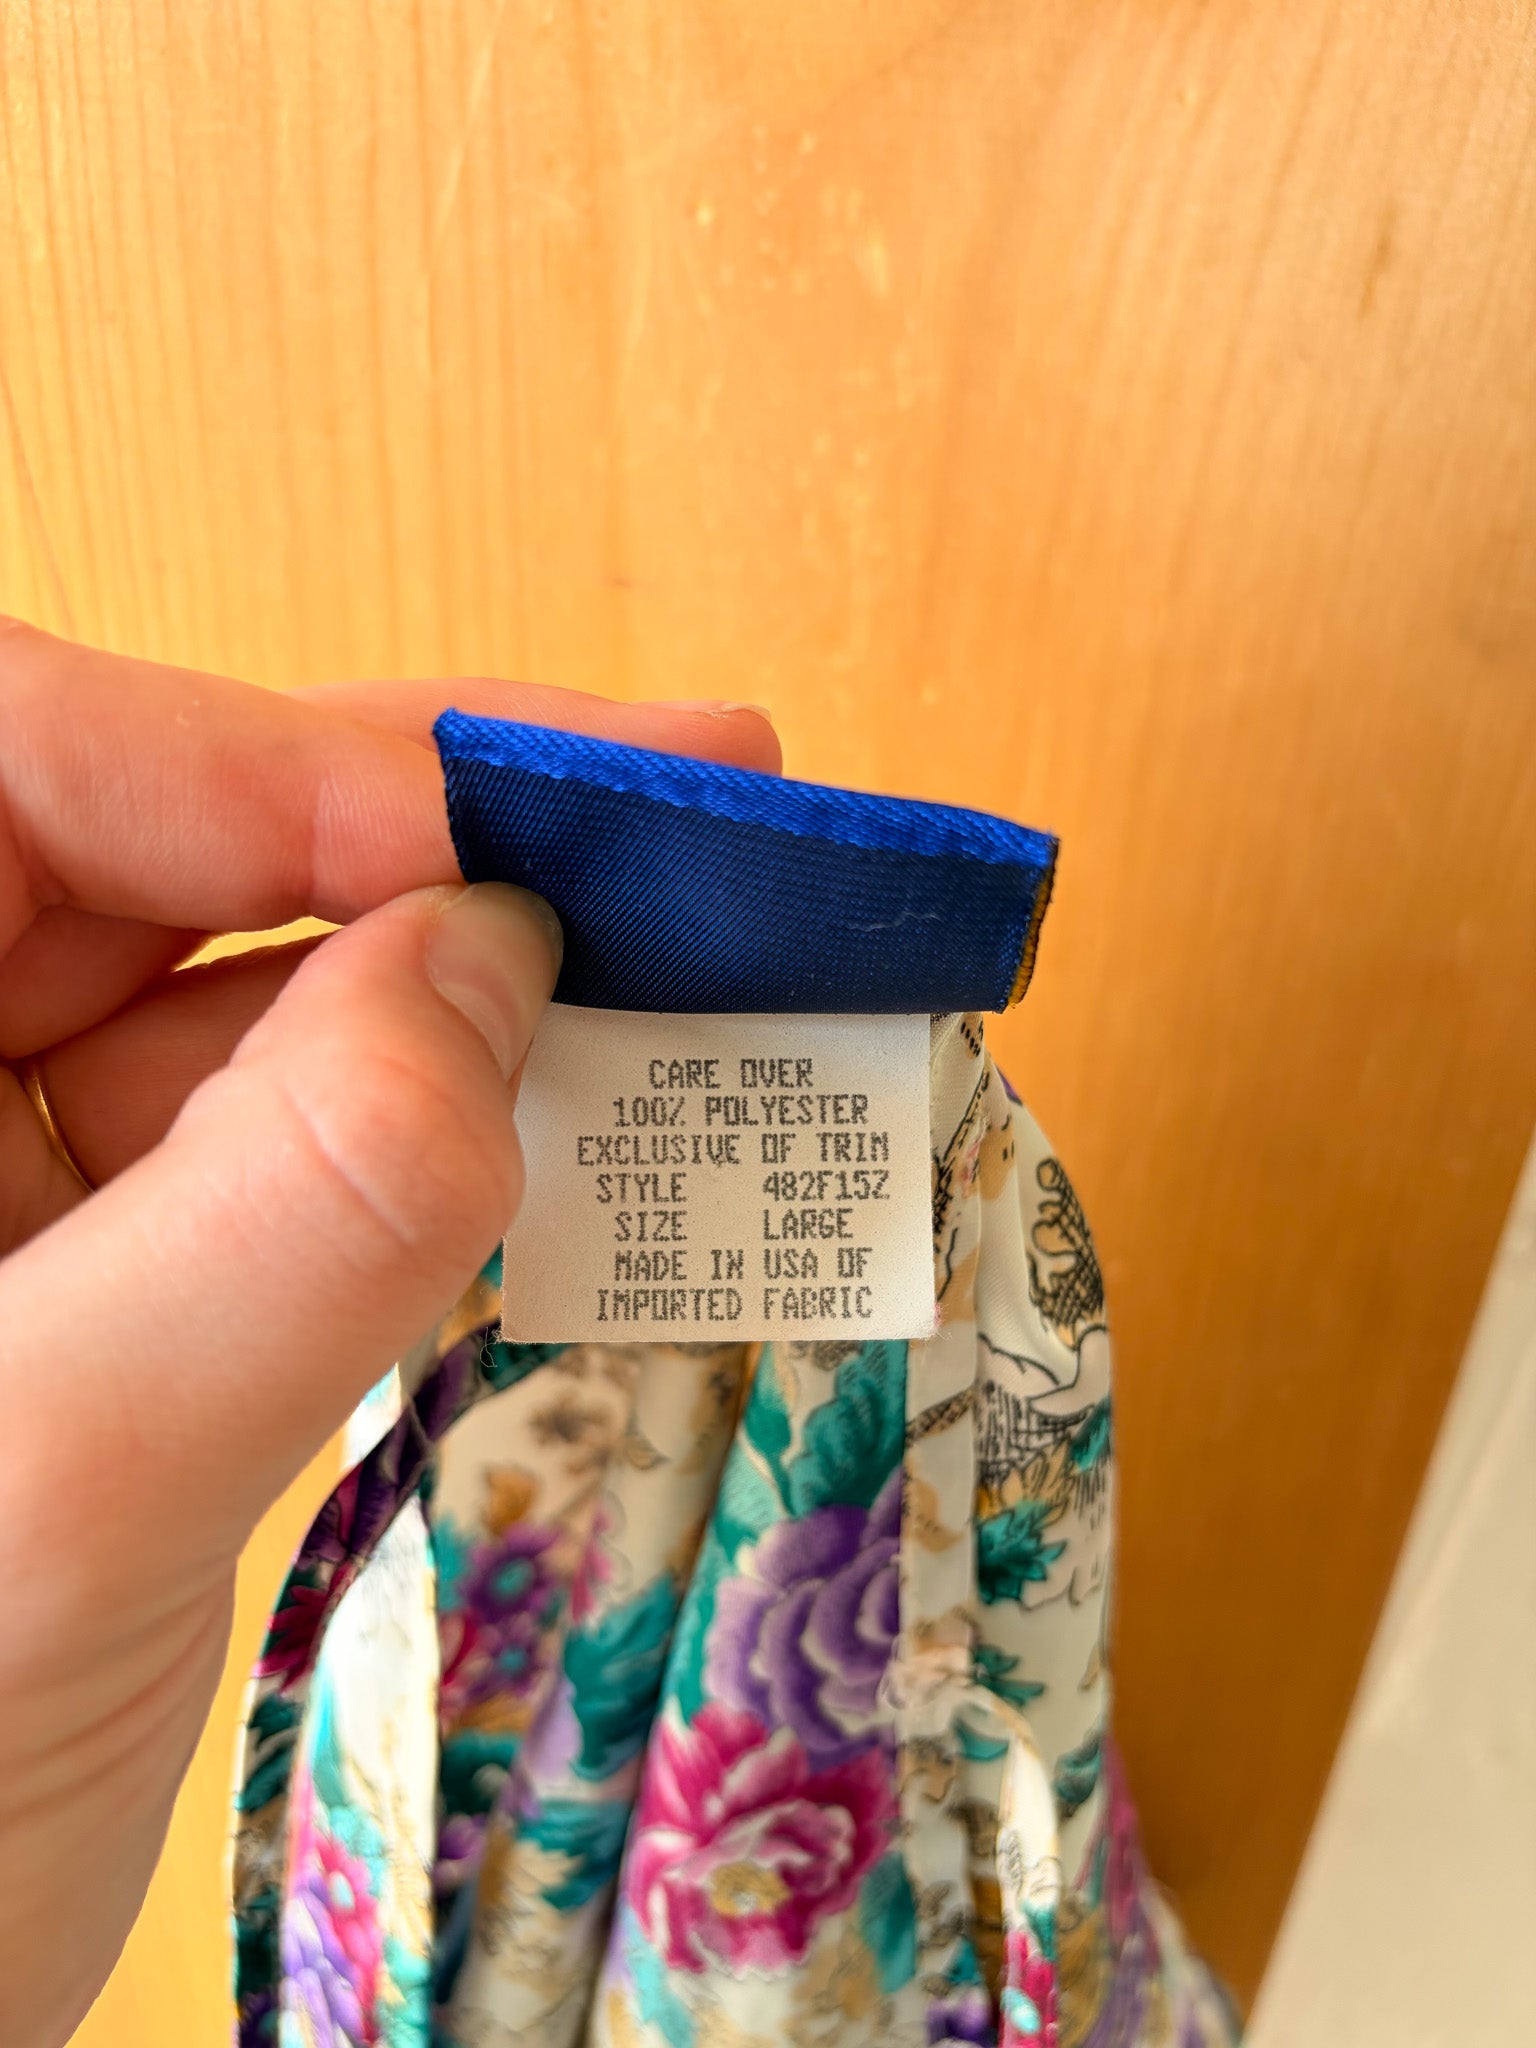 CARE OVER
100% POLYESTER
EXCLUSIVE OF TRIM
STYLE 482F15Z
SIZE LARGE
MADE IN USA OF
IMPORTED FABRIC